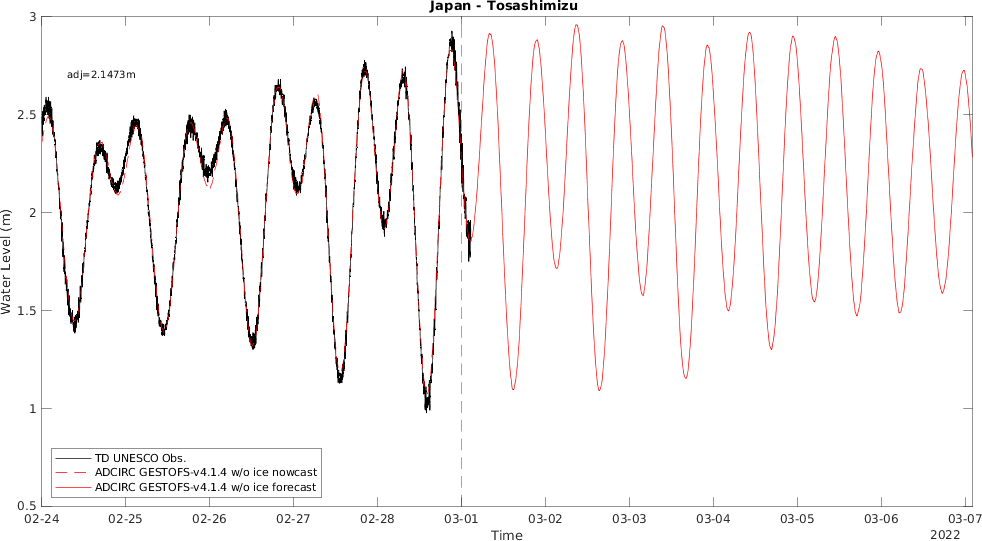 Japan - Tosashimizu
adj=2.1473m
3
2.5
2
1.5
1
0.5
Water Level (m)
TD UNESCO Obs.
ADCIRC GESTOFS-v4.1.4 w/o ice nowcast
ADCIRC GESTOFS-v4.1.4 w/o ice forecast
02-24 02-25 02-26 02-27 02-28 03-01 03-02 03-03 03-04 03-05 03-06 03-07
Time
2022